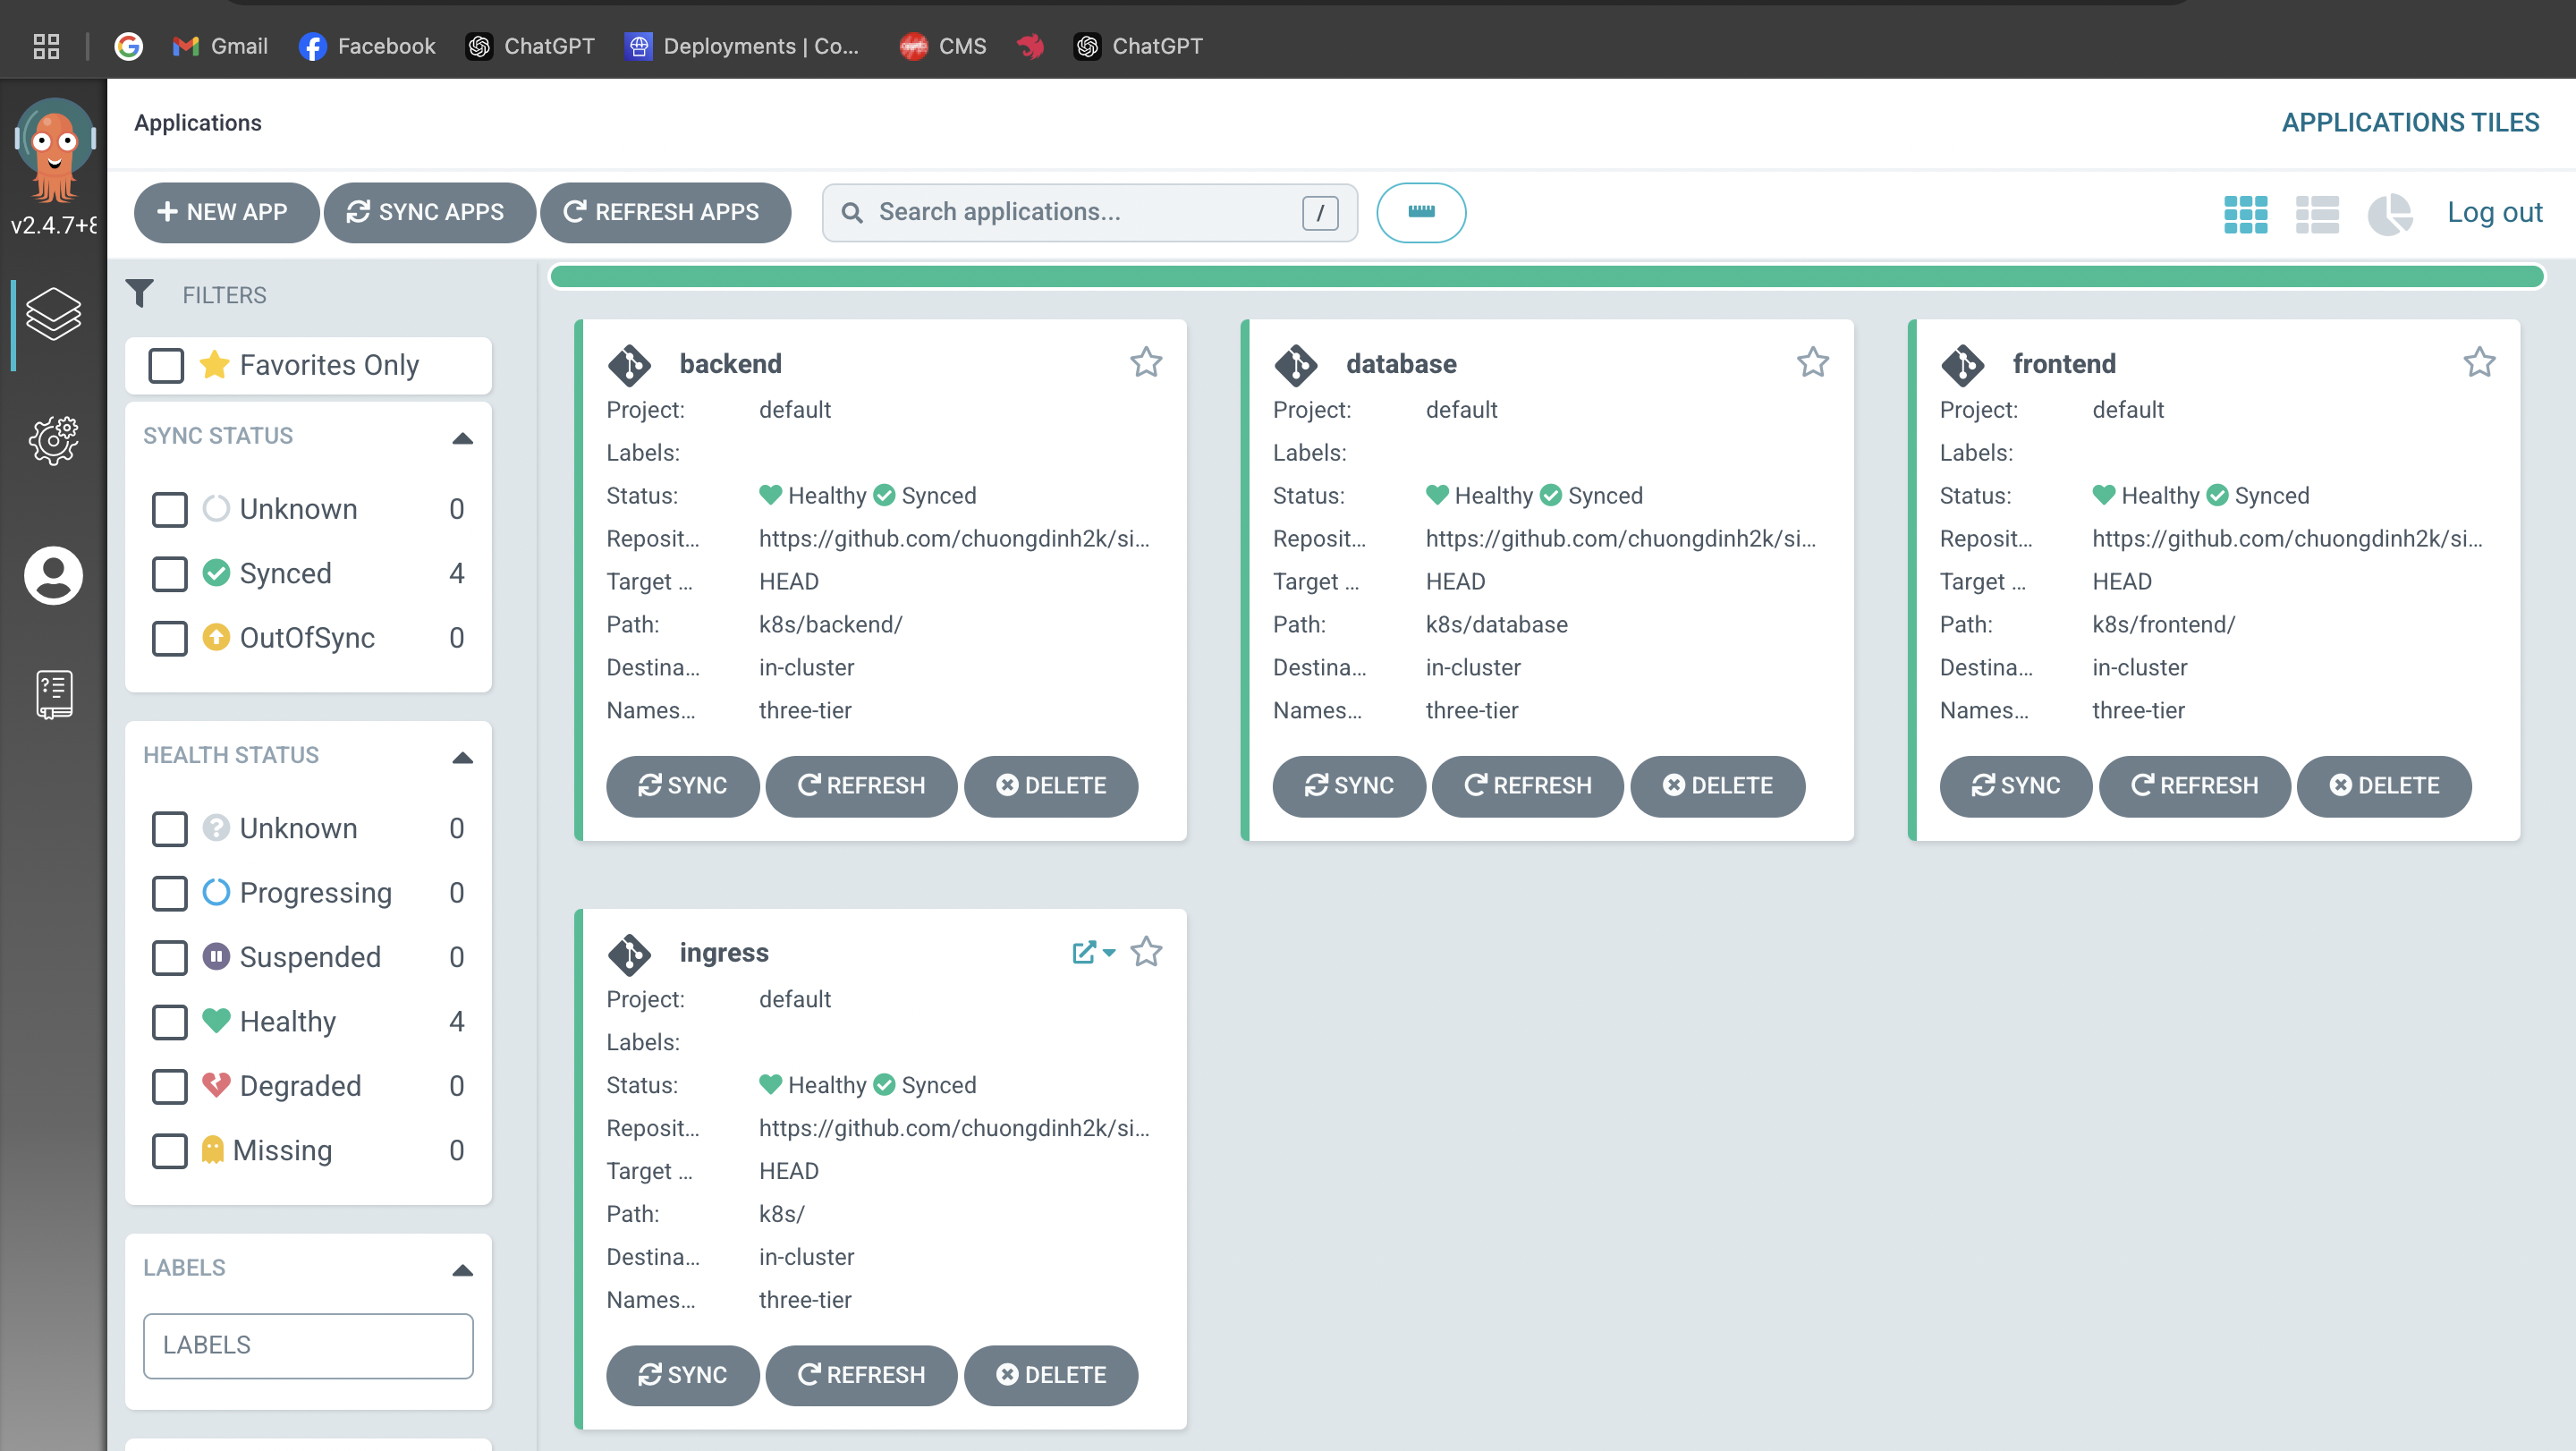 Gmail
Facebook
ChatGPT
Deployments | Co...
CMS
ChatGPT
Applications
APPLICATIONS TILES
v2.4.7+8
NEW APP
SYNC APPS
REFRESH APPS
Search applications...
/
Log out
FILTERS
Favorites Only
SYNC STATUS
Unknown 0
Synced 4
OutOfSync 0
HEALTH STATUS
Unknown 0
Progressing 0
Suspended 0
Healthy 4
Degraded 0
Missing 0
LABELS
LABELS
backend
Project: default
Labels:
Status: Healthy Synced
Reposit... https://github.com/chuongdinh2k/si...
Target ... HEAD
Path: k8s/backend/
Destina... in-cluster
Names... three-tier
SYNC REFRESH DELETE
database
Project: default
Labels:
Status: Healthy Synced
Reposit... https://github.com/chuongdinh2k/si...
Target ... HEAD
Path: k8s/database
Destina... in-cluster
Names... three-tier
SYNC REFRESH DELETE
frontend
Project: default
Labels:
Status: Healthy Synced
Reposit... https://github.com/chuongdinh2k/si...
Target ... HEAD
Path: k8s/frontend/
Destina... in-cluster
Names... three-tier
SYNC REFRESH DELETE
ingress
Project: default
Labels:
Status: Healthy Synced
Reposit... https://github.com/chuongdinh2k/si...
Target ... HEAD
Path: k8s/
Destina... in-cluster
Names... three-tier
SYNC REFRESH DELETE